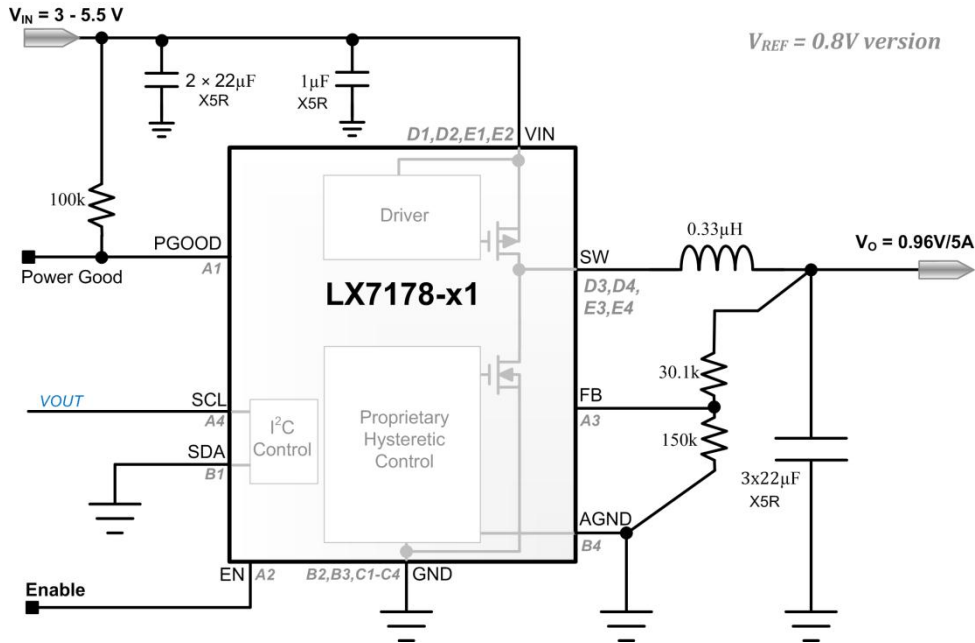 VIN = 3 - 5.5 V
VREF = 0.8V version
2 × 22µF
X5R
1µF
X5R
D1,D2,E1,E2 VIN
100k
Driver
PGOOD
A1
Power Good
0.33µH
SW
VO = 0.96V/5A
D3,D4,
E3,E4
LX7178-x1
30.1k
FB
A3
VOUT
SCL
A4
I2C
Control
Proprietary
Hysteretic
Control
150k
SDA
B1
3x22µF
X5R
AGND
B4
EN A2
B2,B3,C1-C4 GND
Enable